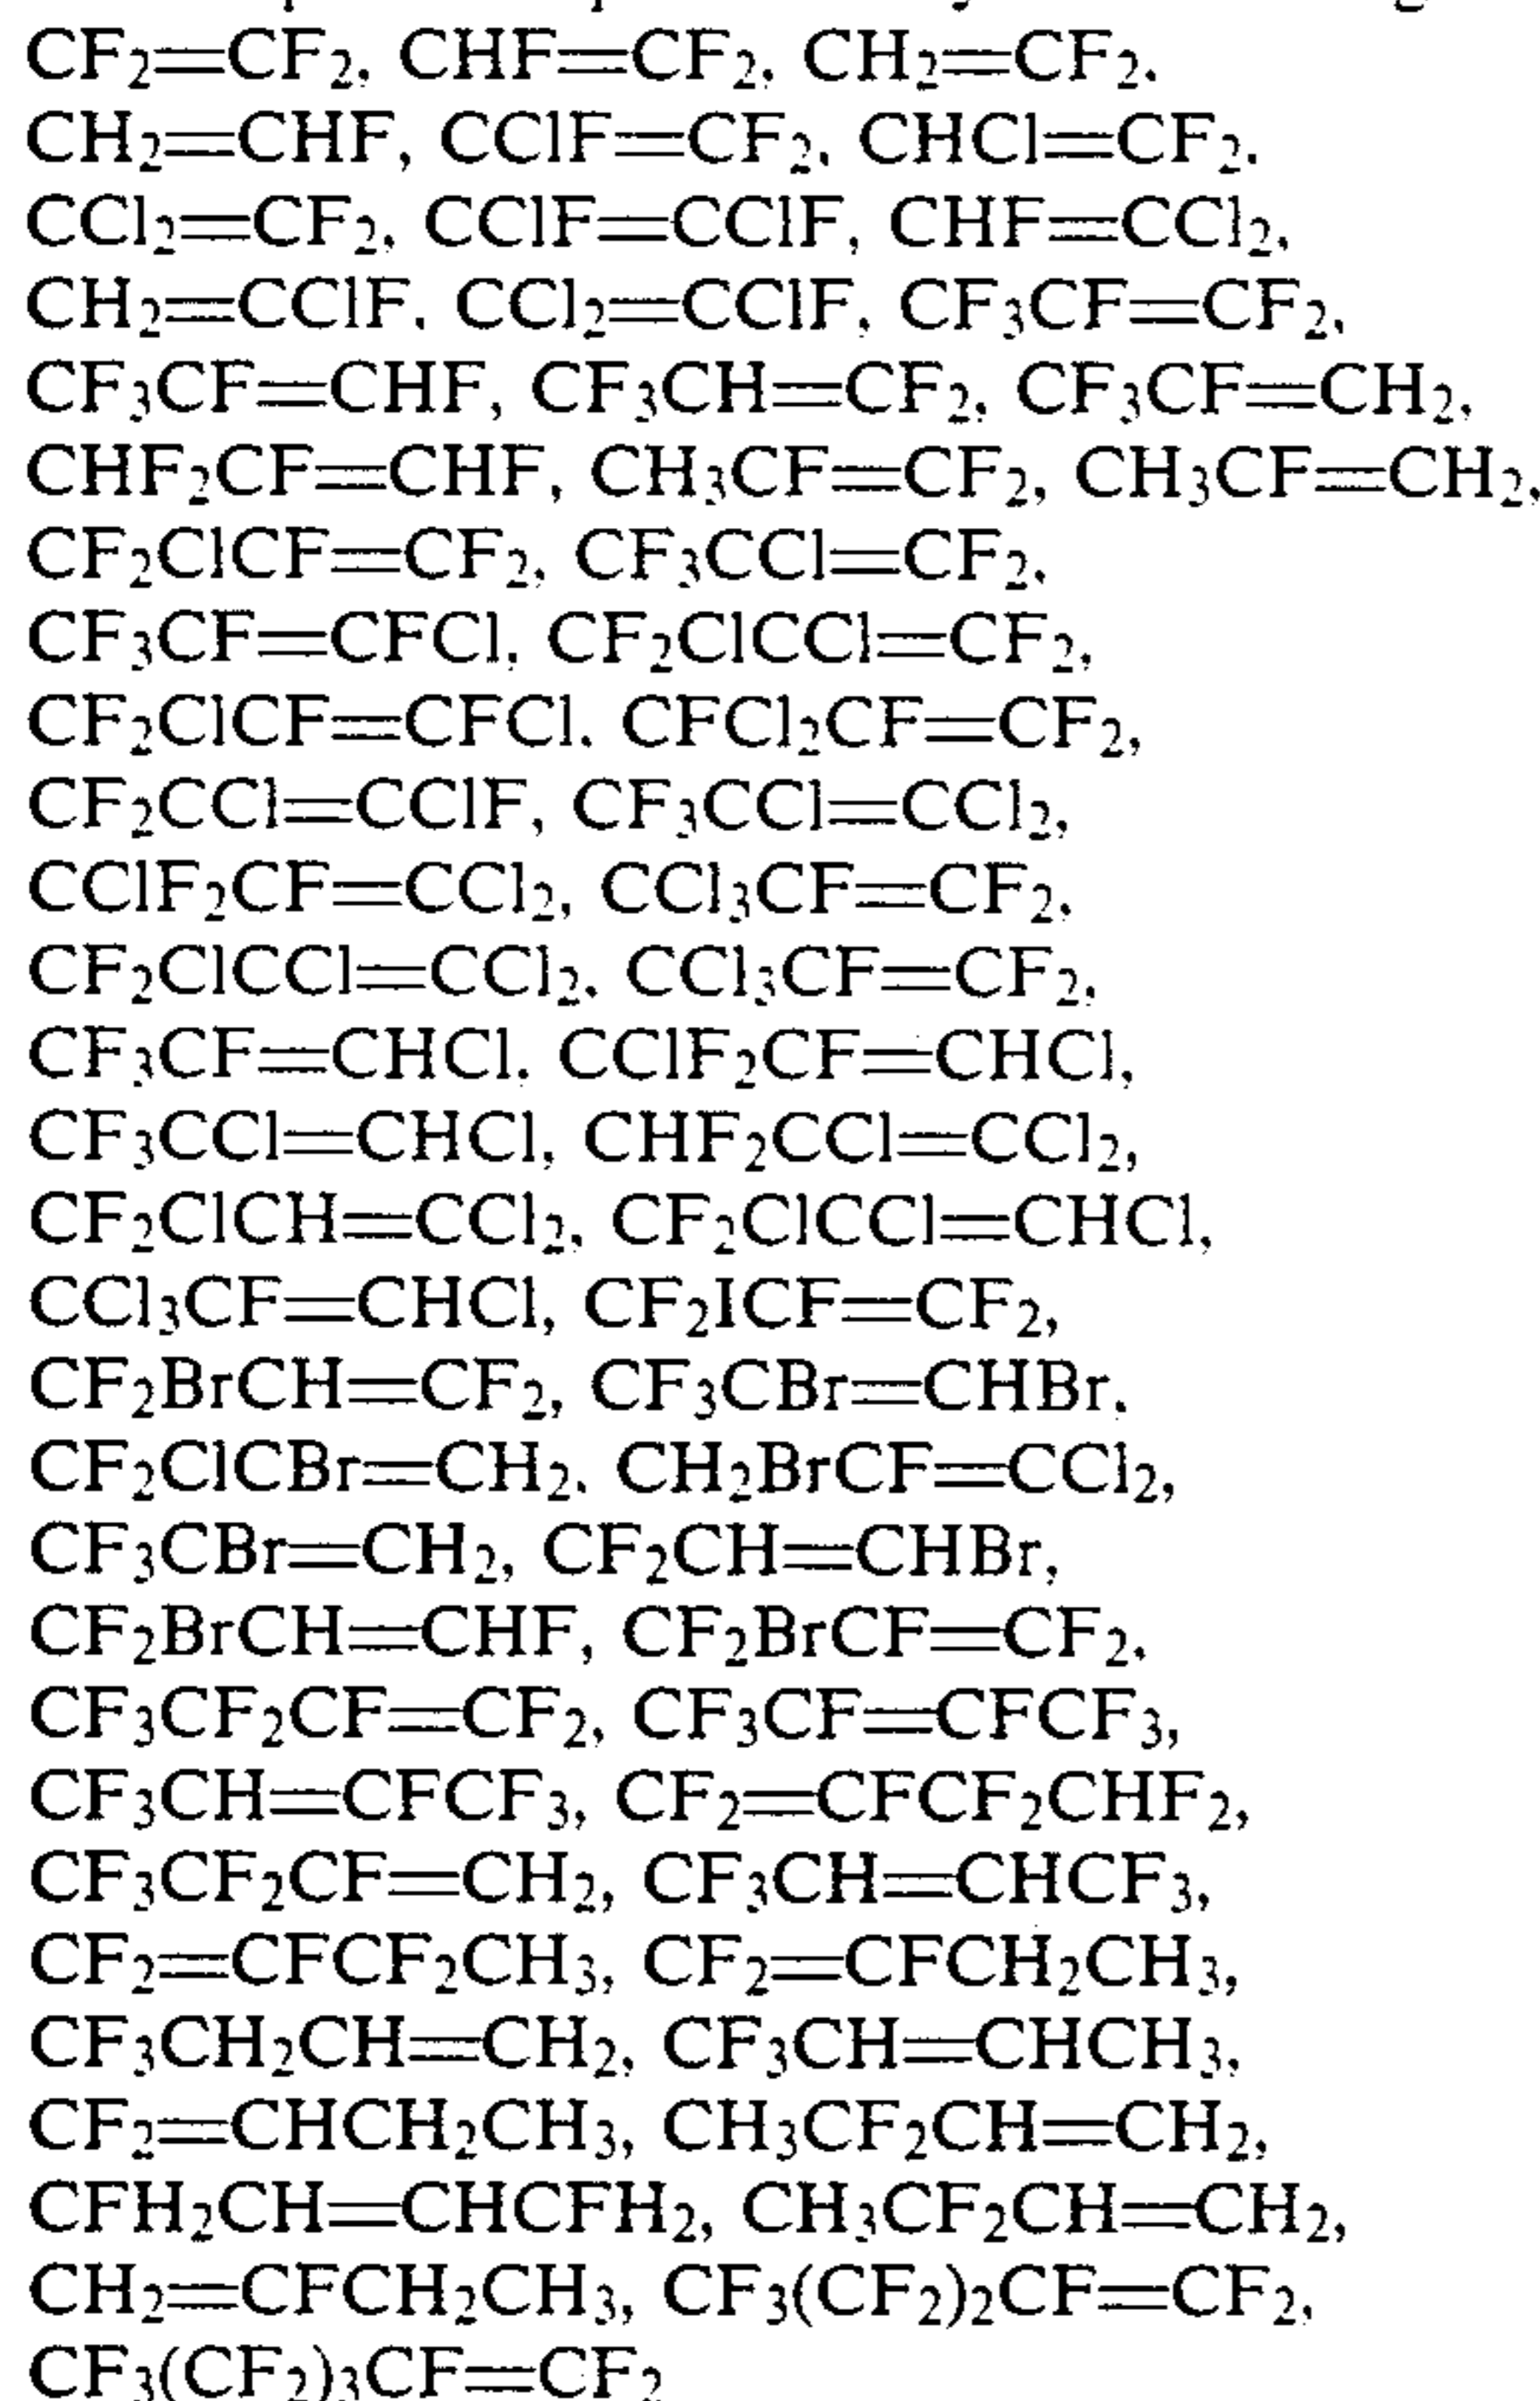 CF₂=CF₂, CHF=CF₂, CH₂=CF₂,
CH₂=CHF, CClF=CF₂, CHCl=CF₂,
CCl₂=CF₂, CClF=CClF, CHF=CCl₂,
CH₂=CClF, CCl₂=CClF, CF₃CF=CF₂,
CF₃CF=CHF, CF₃CH=CF₂, CF₃CF=CH₂,
CHF₂CF=CHF, CH₃CF=CF₂, CH₃CF=CH₂,
CF₂ClCF=CF₂, CF₃CCl=CF₂,
CF₃CF=CFCl, CF₂ClCCl=CF₂,
CF₂ClCF=CFCl, CFCl₂CF=CF₂,
CF₂CCl=CClF, CF₃CCl=CCl₂,
CClF₂CF=CCl₂, CCl₃CF=CF₂,
CF₂ClCCl=CCl₂, CCl₃CF=CF₂,
CF₃CF=CHCl, CClF₂CF=CHCl,
CF₃CCl=CHCl, CHF₂CCl=CCl₂,
CF₂ClCH=CCl₂, CF₂ClCCl=CHCl,
CCl₃CF=CHCl, CF₂ICF=CF₂,
CF₂BrCH=CF₂, CF₃CBr=CHBr,
CF₂ClCBr=CH₂, CH₂BrCF=CCl₂,
CF₃CBr=CH₂, CF₂CH=CHBr,
CF₂BrCH=CHF, CF₂BrCF=CF₂,
CF₃CF₂CF=CF₂, CF₃CF=CFCF₃,
CF₃CH=CFCF₃, CF₂=CFCF₂CHF₂,
CF₃CF₂CF=CH₂, CF₃CH=CHCF₃,
CF₂=CFCF₂CH₃, CF₂=CFCH₂CH₃,
CF₃CH₂CH=CH₂, CF₃CH=CHCH₃,
CF₂=CHCH₂CH₃, CH₃CF₂CH=CH₂,
CFH₂CH=CHCFH₂, CH₃CF₂CH=CH₂,
CH₂=CFCH₂CH₃, CF₃(CF₂)₂CF=CF₂,
CF₃(CF₂)₃CF=CF₂